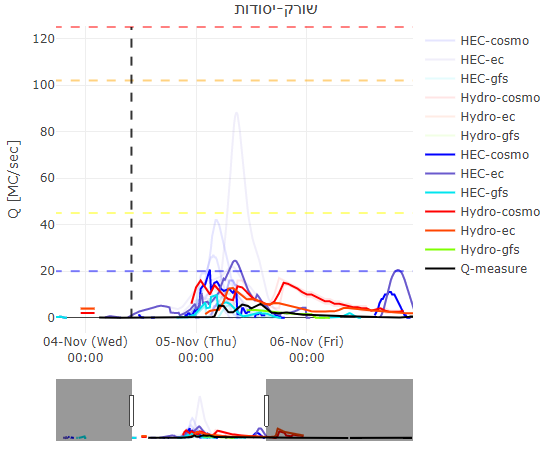 שורק-יסודות
120
100
80
60
40
20
0
Q [MC/sec]
04-Nov (Wed)
00:00
05-Nov (Thu)
00:00
06-Nov (Fri)
00:00
HEC-cosmo
HEC-ec
HEC-gfs
Hydro-cosmo
Hydro-ec
Hydro-gfs
HEC-cosmo
HEC-ec
HEC-gfs
Hydro-cosmo
Hydro-ec
Hydro-gfs
Q-measure